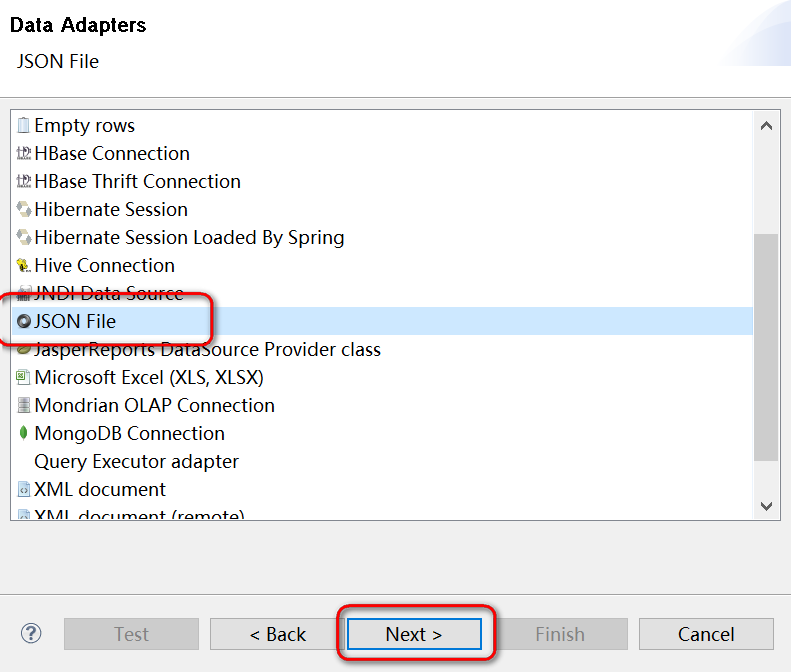 Data Adapters
JSON File
Empty rows
HBase Connection
HBase Thrift Connection
Hibernate Session
Hibernate Session Loaded By Spring
Hive Connection
JNDI Data Source
JSON File
JasperReports DataSource Provider class
Microsoft Excel (XLS, XLSX)
Mondrian OLAP Connection
MongoDB Connection
Query Executor adapter
XML document
XML document (remote)
? Test < Back Next > Finish Cancel